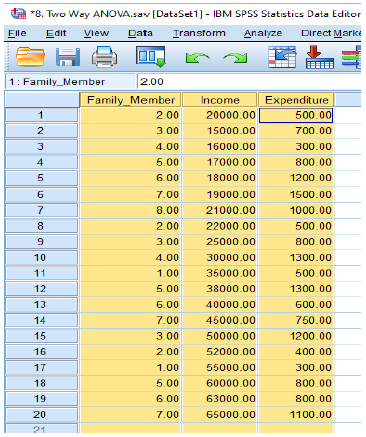 *8. Two Way ANOVA.sav [DataSet1] - IBM SPSS Statistics Data Editor
File Edit View Data Transform Analyze Direct Marke
1 : Family_Member 2.00
Family_Member Income Expenditure
1 2.00 20000.00 500.00
2 3.00 15000.00 700.00
3 4.00 16000.00 300.00
4 5.00 17000.00 800.00
5 6.00 18000.00 1200.00
6 7.00 19000.00 1500.00
7 8.00 21000.00 1000.00
8 2.00 22000.00 500.00
9 3.00 25000.00 800.00
10 4.00 30000.00 1300.00
11 1.00 35000.00 500.00
12 5.00 38000.00 1300.00
13 6.00 40000.00 600.00
14 7.00 45000.00 750.00
15 3.00 50000.00 1200.00
16 2.00 52000.00 400.00
17 1.00 55000.00 300.00
18 5.00 60000.00 800.00
19 6.00 63000.00 800.00
20 7.00 65000.00 1100.00
21